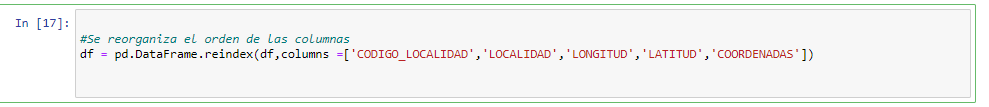 In [17]:
#Se reorganiza el orden de las columnas
df = pd.DataFrame.reindex(df,columns =['CODIGO_LOCALIDAD','LOCALIDAD','LONGITUD','LATITUD','COORDENADAS'])